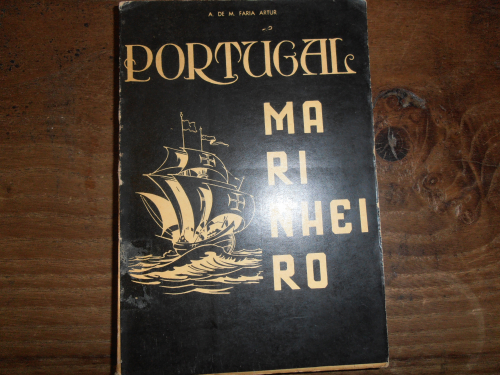 A. DE M. FARIA ARTUR
PORTUGAL
MA
RI
NHEI
RO